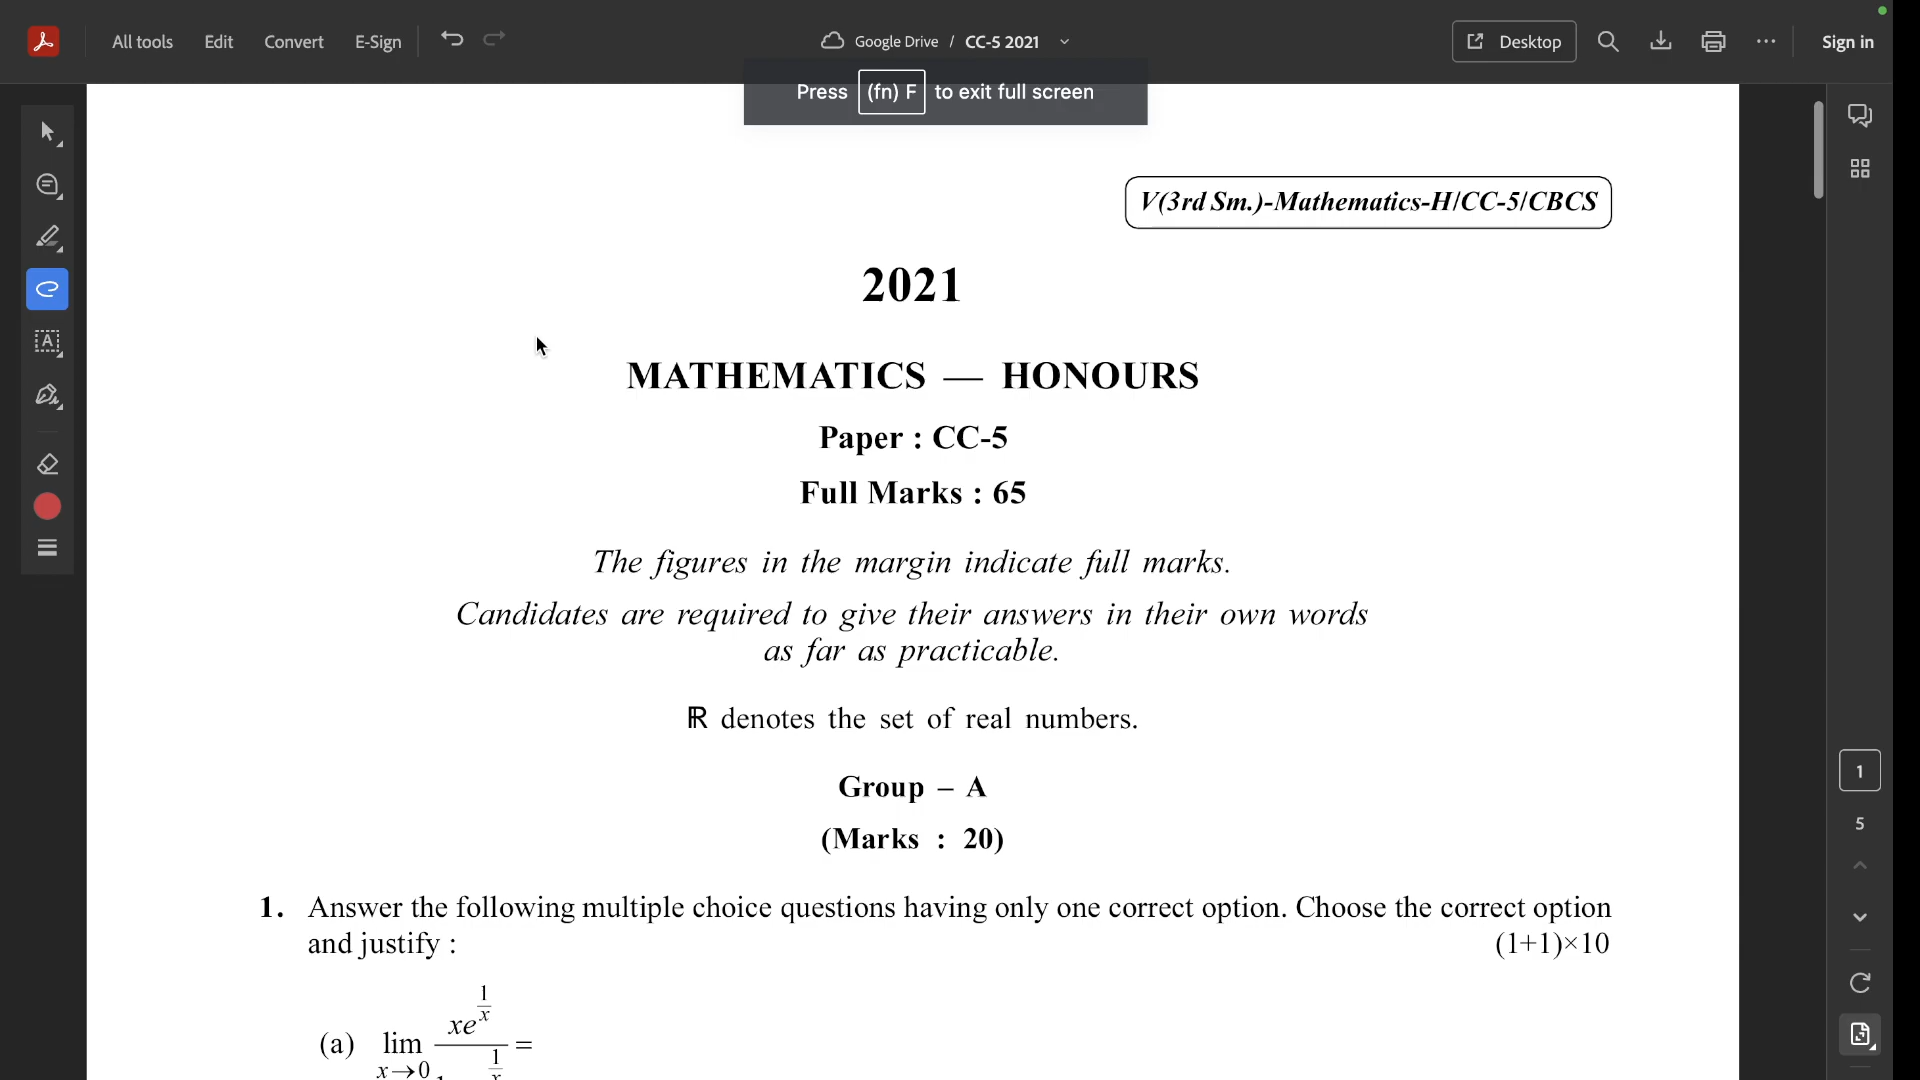 All tools Edit Convert E-Sign Google Drive / CC-5 2021 Desktop Sign in
Press (fn) F to exit full screen
V(3rd Sm.)-Mathematics-H/CC-5/CBCS
2021
MATHEMATICS — HONOURS
Paper : CC-5
Full Marks : 65
The figures in the margin indicate full marks.
Candidates are required to give their answers in their own words
as far as practicable.
ℝ denotes the set of real numbers.
Group – A
(Marks : 20)
1. Answer the following multiple choice questions having only one correct option. Choose the correct option
and justify : (1+1)×10
(a) lim x→0 xe^(1/x) =
1
5